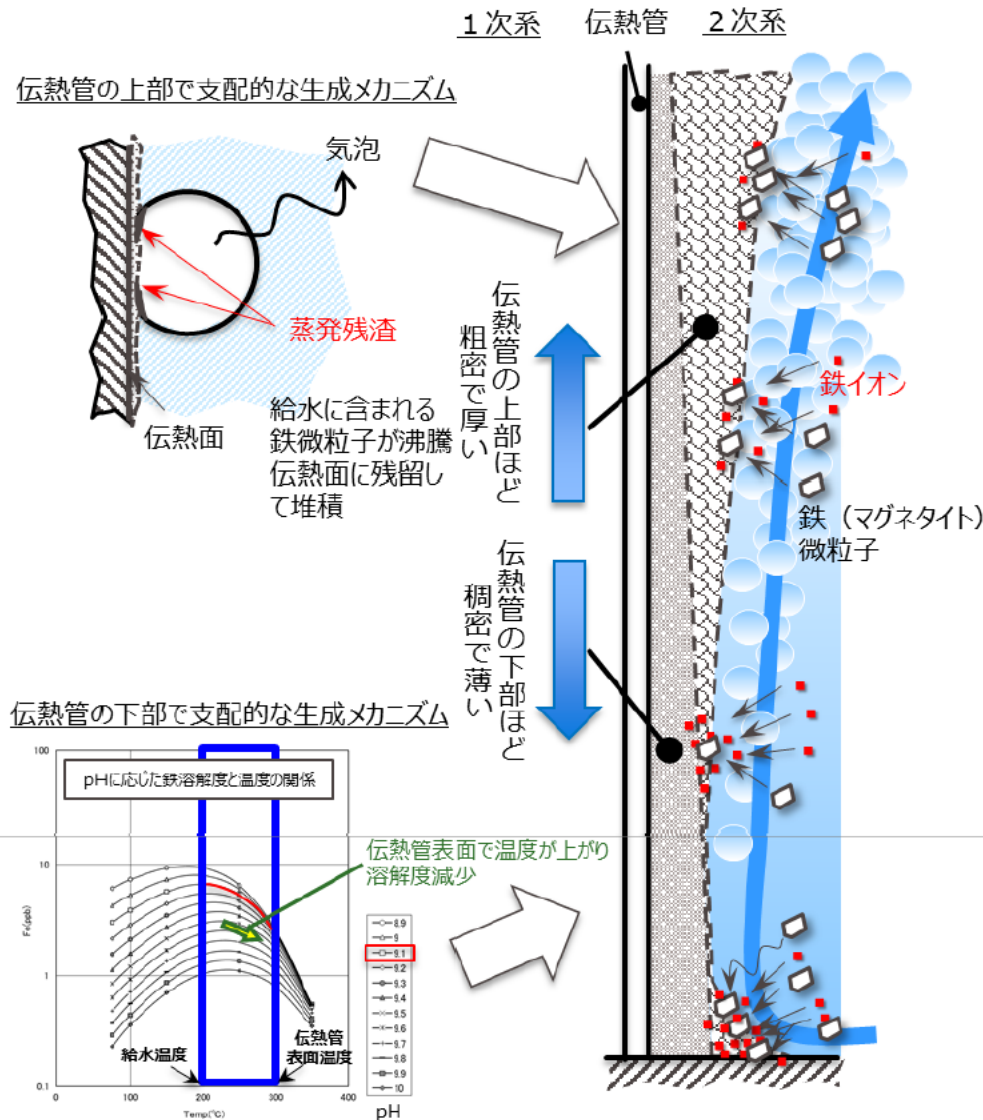 １次系
伝熱管
２次系
伝熱管の上部で支配的な生成メカニズム
気泡
蒸発残渣
伝熱面
給水に含まれる
鉄微粒子が沸騰
伝熱面に残留し
て堆積
伝熱管の上部ほど
粗密で厚い
鉄イオン
鉄（マグネタイト）
微粒子
伝熱管の下部ほど
稠密で薄い
伝熱管の下部で支配的な生成メカニズム
pHに応じた鉄溶解度と温度の関係
伝熱管表面で温度が上がり
溶解度減少
100
10
1
0.1
Fe(ppb)
0
100
200
300
400
Temp(℃)
給水温度
伝熱管
表面温度
8.9
9
9.1
9.2
9.3
9.4
9.5
9.6
9.7
9.8
9.9
10
pH